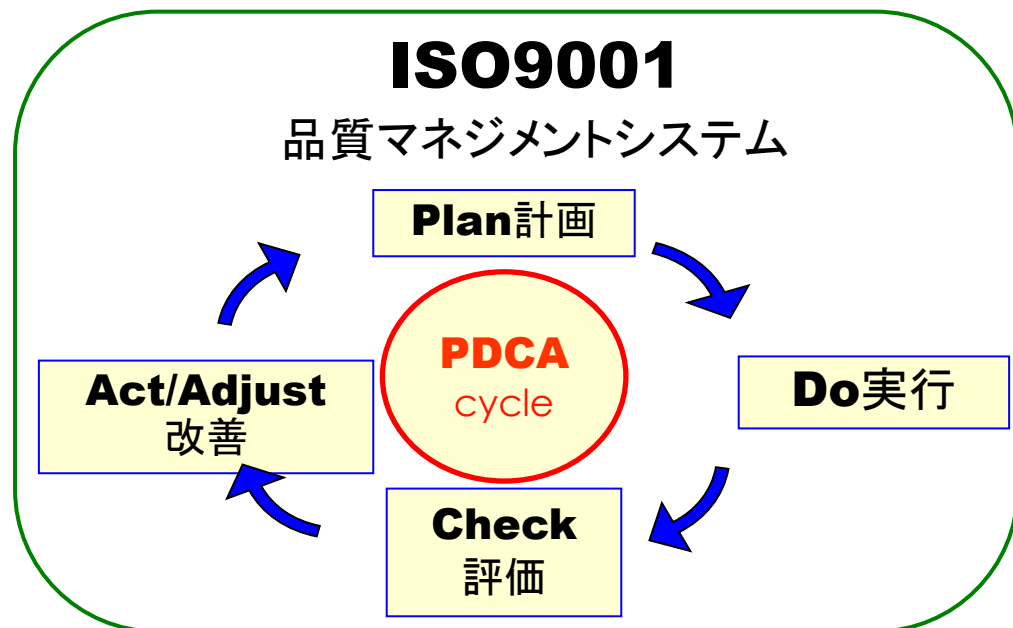 ISO9001
品質マネジメントシステム
Plan計画
PDCA
cycle
Act/Adjust
改善
Do実行
Check
評価